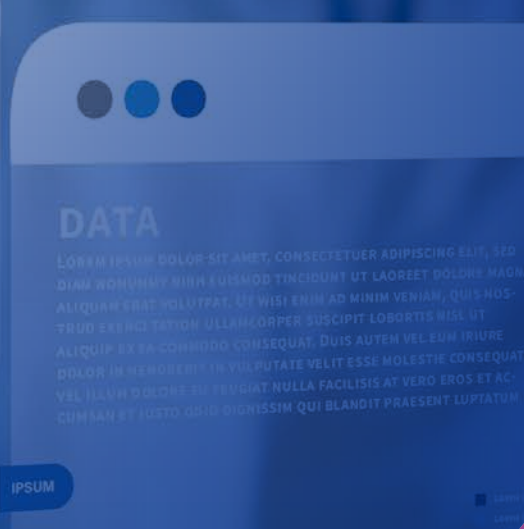 DATA
LOREM IPSUM DOLOR SIT AMET, CONSECTETUER ADIPISCING ELIT, SED
DIAM NONUMMY NIBH EUISMOD TINCIDUNT UT LAOREET DOLORE MAGN
ALIQUAM ERAT VOLUTPAT. UT WISI ENIM AD MINIM VENIAM, QUIS NOS-
TRUD EXERCI TATION ULLAMCORPER SUSCIPIT LOBORTIS NISL UT
ALIQUIP EX EA COMMODO CONSEQUAT. DUIS AUTEM VEL EUM IRIURE
DOLOR IN HENDRERIT IN VULPUTATE VELIT ESSE MOLESTIE CONSEQUAT
VEL ILLUM DOLORE EU FEUGIAT NULLA FACILISIS AT VERO EROS ET AC-
CUMSAN ET IUSTO ODIO DIGNISSIM QUI BLANDIT PRAESENT LUPTATUM
IPSUM